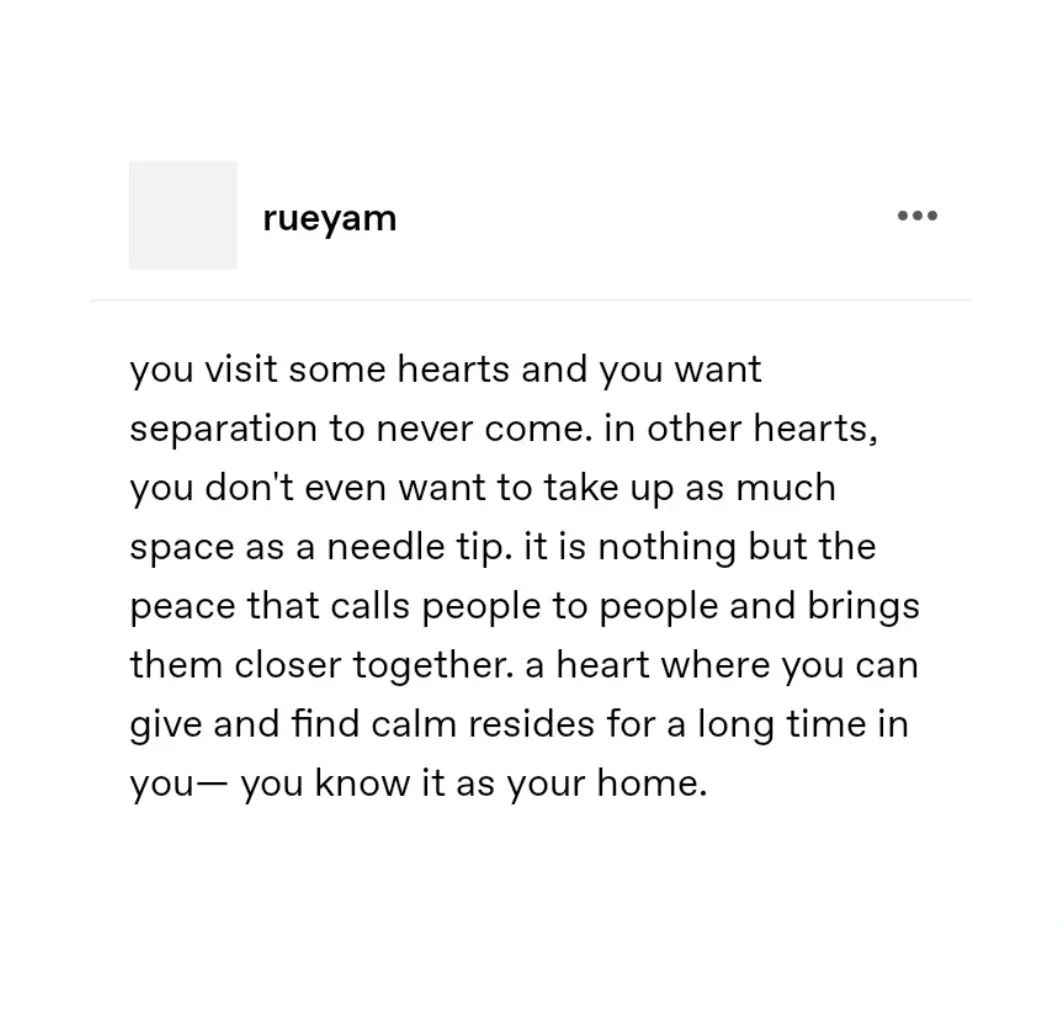 rueyam
you visit some hearts and you want
separation to never come. in other hearts,
you don't even want to take up as much
space as a needle tip. it is nothing but the
peace that calls people to people and brings
them closer together. a heart where you can
give and find calm resides for a long time in
you— you know it as your home.